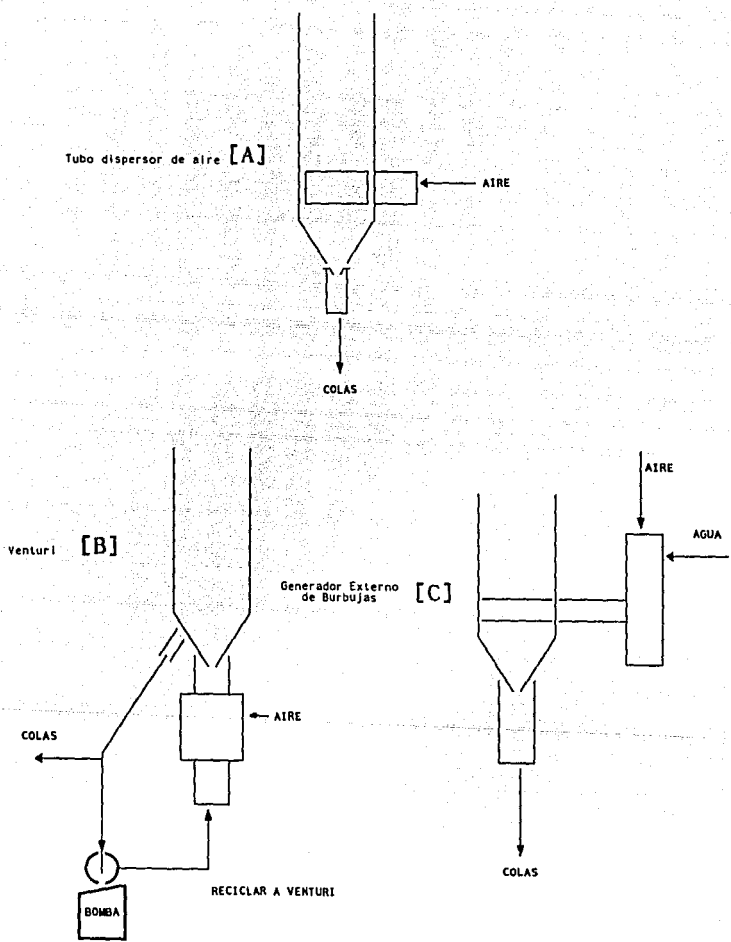 Tubo dispersor de aire [A]
AIRE
COLAS
Venturi [B]
AIRE
COLAS
RECICLAR A VENTURI
BOMBA
Generador Externo
de Burbujas [C]
AIRE
AGUA
COLAS